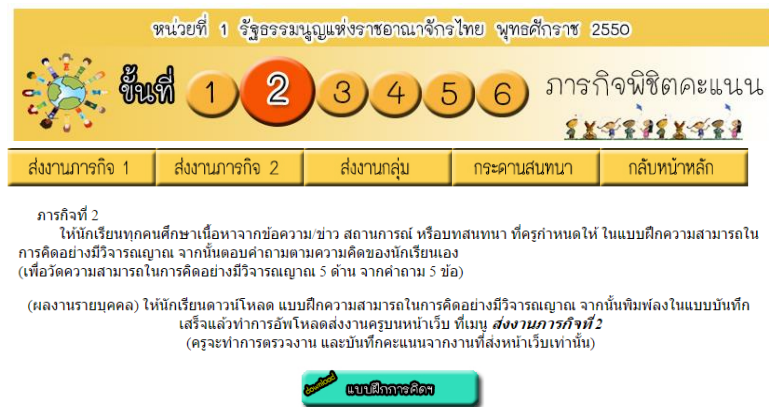 หน่วยที่ 1 รัฐธรรมนูญแห่งราชอาณาจักรไทย พุทธศักราช 2550
ขั้นที่ 1 2 3 4 5 6 ภารกิจพิชิตคะแนน
ส่งงานภารกิจ 1 ส่งงานภารกิจ 2 ส่งงานกลุ่ม กระดานสนทนา กลับหน้าหลัก
ภารกิจที่ 2
ให้นักเรียนทุกคนศึกษาเนื้อหาจากข้อความ/ข่าว สถานการณ์ หรือบทสนทนา ที่ครูกำหนดให้ ในแบบฝึกความสามารถใน
การคิดอย่างมีวิจารณญาณ จากนั้นตอบคำถามตามความคิดของนักเรียนเอง
(เพื่อวัดความสามารถในการคิดอย่างมีวิจารณญาณ 5 ด้าน จากคำถาม 5 ข้อ)
(ผลงานรายบุคคล) ให้นักเรียนดาวน์โหลด แบบฝึกความสามารถในการคิดอย่างมีวิจารณญาณ จากนั้นพิมพ์ลงในแบบบันทึก
เสร็จแล้วทำการอัพโหลดส่งงานครูบนหน้าเว็บ ที่เมนู ส่งงานภารกิจที่ 2
(ครูจะทำการตรวจงาน และบันทึกคะแนนจากงานที่ส่งหน้าเว็บเท่านั้น)
download แบบฝึกการคิดฯ